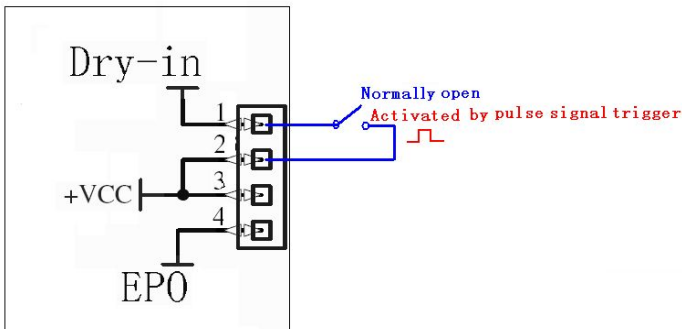 Dry-in
Normally open
1
Activated by pulse signal trigger
2
+VCC
3
4
EPO